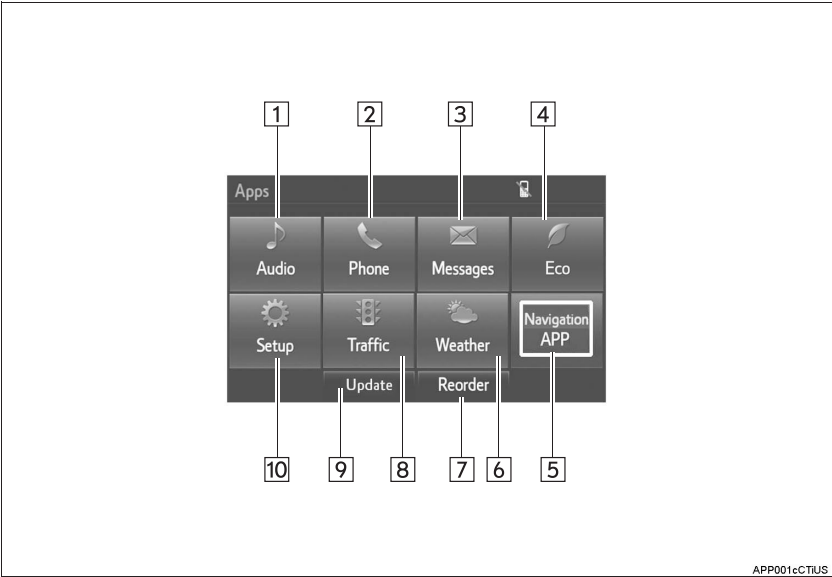 1 2 3 4
Apps
Audio Phone Messages Eco
Setup Traffic Weather Navigation
APP
Update Reorder
10 9 8 7 6 5
APP001cCTiUS